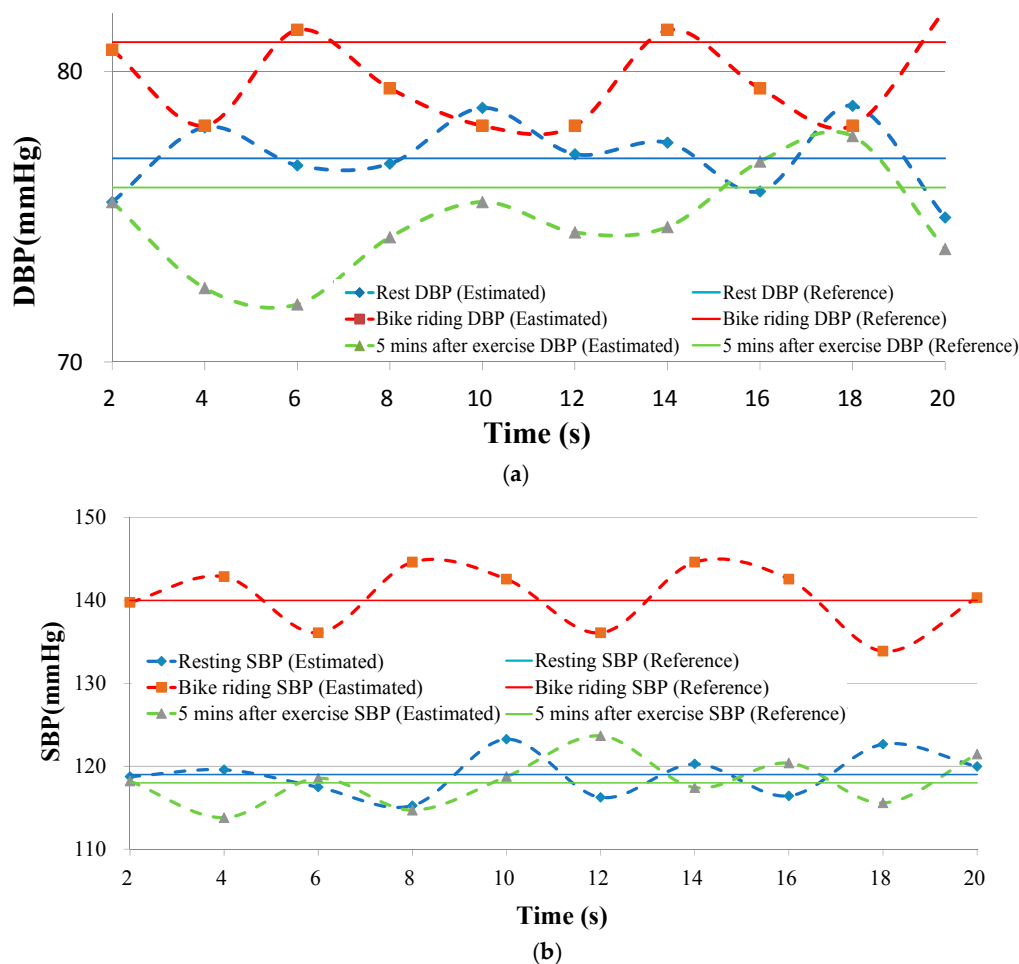 80
70
DBP(mmHg)
Rest DBP (Estimated)
Rest DBP (Reference)
Bike riding DBP (Eastimated)
Bike riding DBP (Reference)
5 mins after exercise DBP (Eastimated)
5 mins after exercise DBP (Reference)
2 4 6 8 10 12 14 16 18 20
Time (s)
(a)
150
140
130
120
110
SBP(mmHg)
Resting SBP (Estimated)
Resting SBP (Reference)
Bike riding SBP (Eastimated)
Bike riding SBP (Reference)
5 mins after exercise SBP (Eastimated)
5 mins after exercise SBP (Reference)
2 4 6 8 10 12 14 16 18 20
Time (s)
(b)